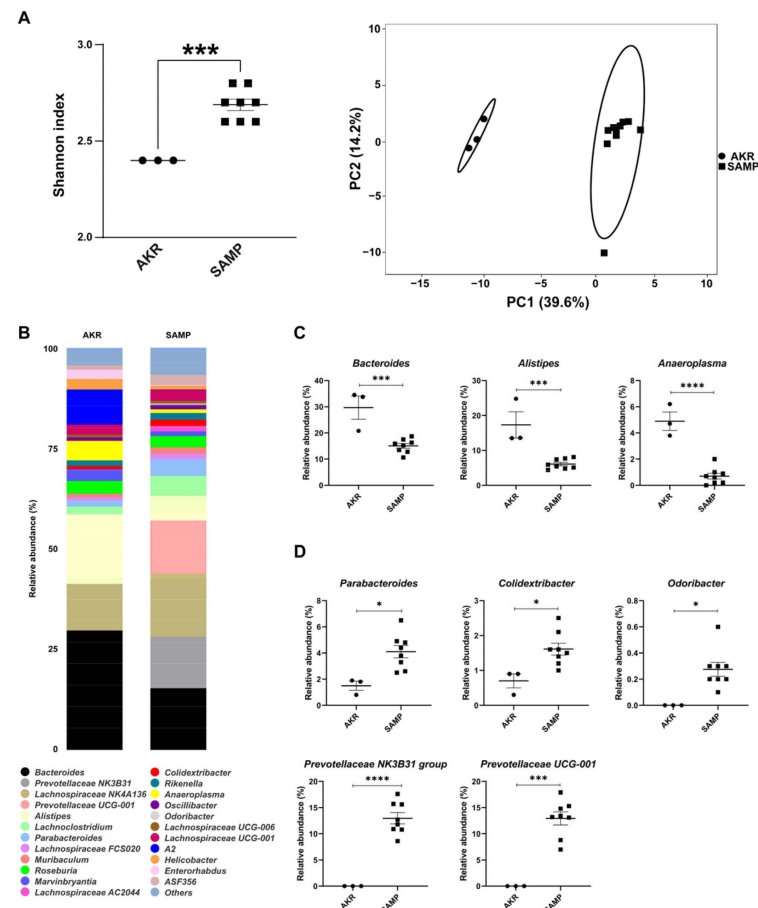 A
***
3.0
2.5
2.0
Shannon index
AKR
SAMP
10
5
0
−5
−10
PC2 (14.2%)
−15
−10
−5
0
5
10
PC1 (39.6%)
AKR
SAMP
B
AKR
SAMP
100
75
50
25
0
Relative abundance (%)
Bacteroides
Prevotellaceae NK3B31
Lachnospiraceae NK4A136
Prevotellaceae UCG-001
Alistipes
Lachnoclostridium
Parabacteroides
Lachnospiraceae FCS020
Muribaculum
Roseburia
Marvinbryantia
Lachnospiraceae AC2044
Colidextribacter
Rikenella
Anaeroplasma
Oscillibacter
Odoribacter
Lachnospiraceae UCG-006
Lachnospiraceae UCG-001
A2
Helicobacter
Enterorhabdus
ASF356
Others
C
Bacteroides
***
40
30
20
10
0
Relative abundance (%)
AKR
SAMP
Alistipes
***
30
20
10
0
Relative abundance (%)
AKR
SAMP
Anaeroplasma
****
8
6
4
2
0
Relative abundance (%)
AKR
SAMP
D
Parabacteroides
*
8
6
4
2
0
Relative abundance (%)
AKR
SAMP
Colidextribacter
*
3
2
1
0
Relative abundance (%)
AKR
SAMP
Odoribacter
*
0.8
0.6
0.4
0.2
0.0
Relative abundance (%)
AKR
SAMP
Prevotellaceae NK3B31 group
****
20
15
10
5
0
Relative abundance (%)
AKR
SAMP
Prevotellaceae UCG-001
***
20
15
10
5
0
Relative abundance (%)
AKR
SAMP